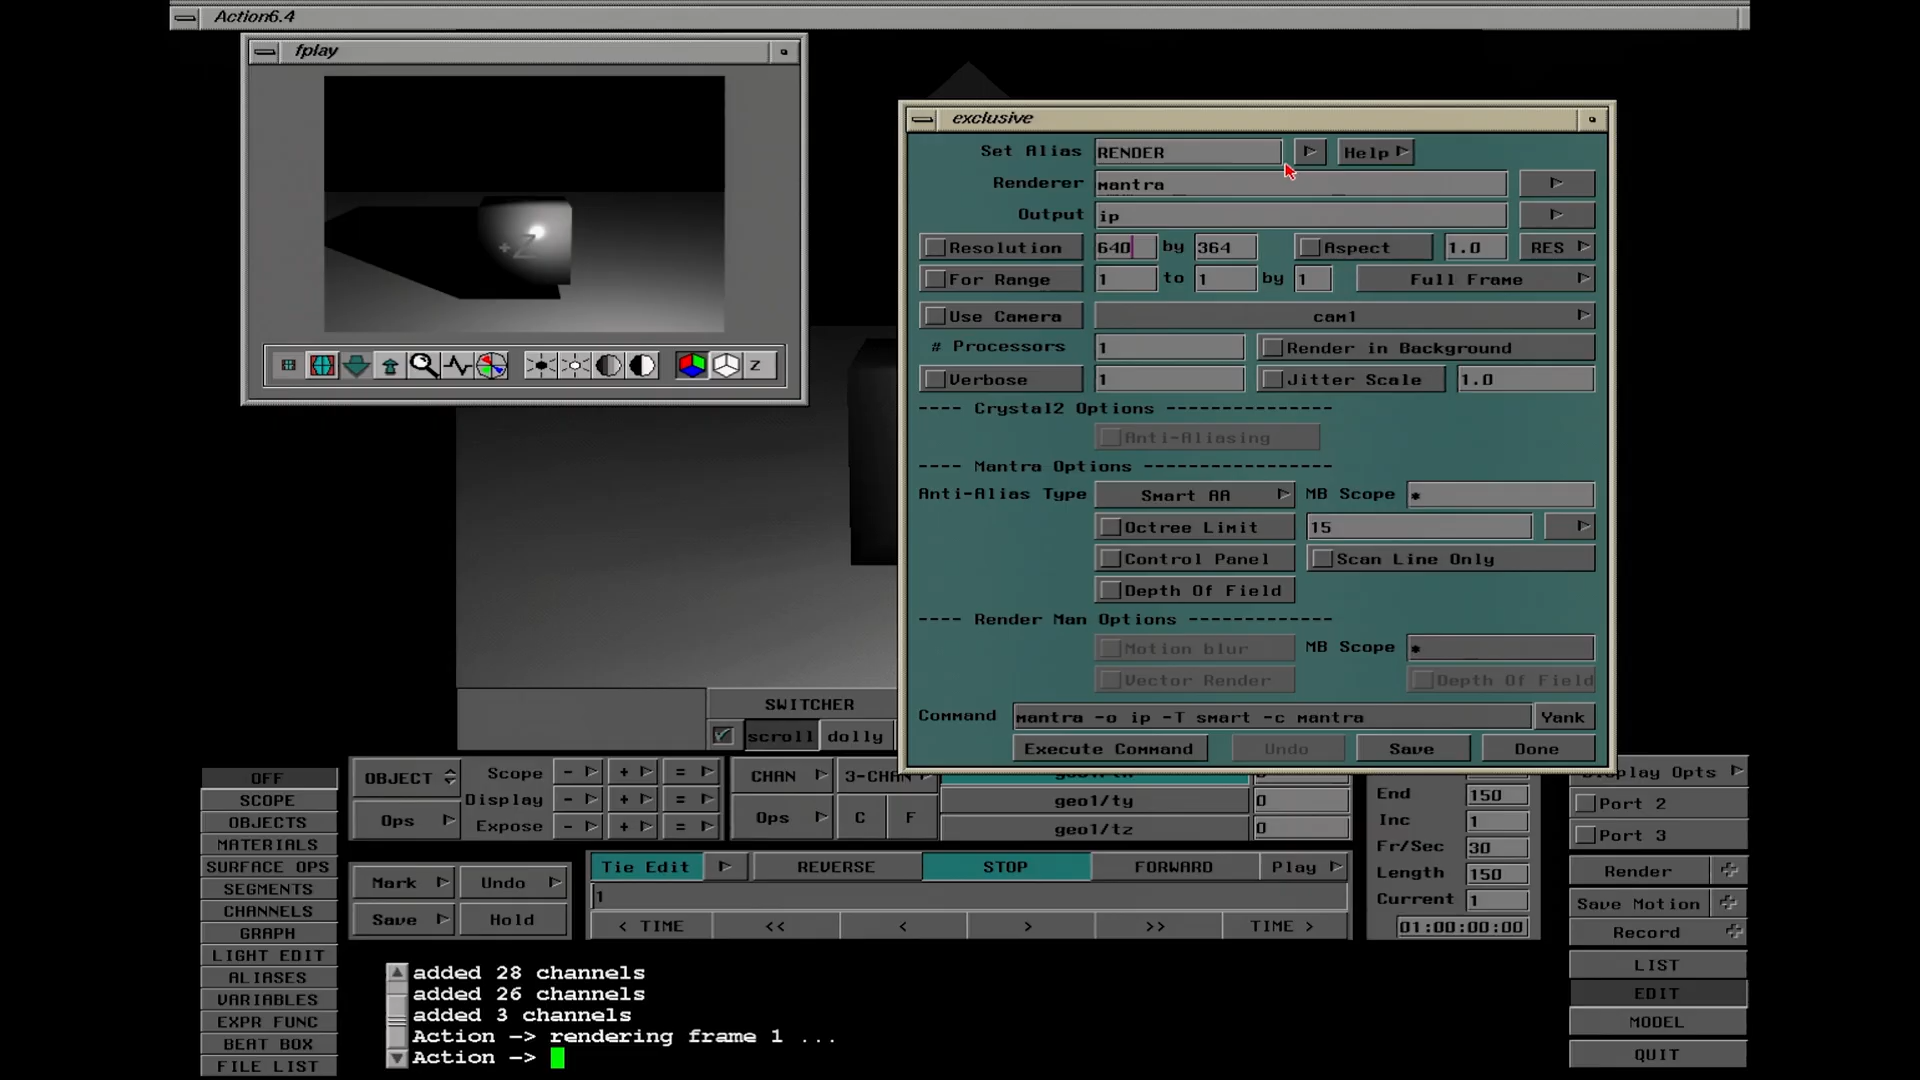 Action6.4
fplay
Z
z
exclusive
Set Alias RENDER Help
Renderer mantra
Output ip
Resolution 640 by 364 Aspect 1.0 RES
For Range 1 to 1 by 1 Full Frame
Use Camera cam1
# Processors 1 Render in Background
Verbose 1 Jitter Scale 1.0
---- Crystal2 Options ---------------
Anti-Aliasing
---- Mantra Options -----------------
Anti-Alias Type Smart AA MB Scope *
Octree Limit 15
Control Panel Scan Line Only
Depth Of Field
---- Render Man Options -------------
Motion blur MB Scope *
Vector Render Depth Of Field
Command mantra -o ip -T smart -c mantra Yank
Execute Command Undo Save Done
SWITCHER
scroll dolly
OFF
SCOPE
OBJECTS
MATERIALS
SURFACE OPS
SEGMENTS
CHANNELS
GRAPH
LIGHT EDIT
ALIASES
VARIABLES
EXPR FUNC
BEAT BOX
FILE LIST
OBJECT Scope - + =
Display - + =
Ops Expose - + =
CHAN 3-CHAN
Ops C F
geo1/ty 0
geo1/tz 0
Mark Undo
Save Hold
Tie Edit REVERSE STOP FORWARD Play
1
< TIME << < > >> TIME >
End 150
Inc 1
Fr/Sec 30
Length 150
Current 1
01:00:00:00
Display Opts
Port 2
Port 3
Render
Save Motion
Record
LIST
EDIT
MODEL
QUIT
added 28 channels
added 26 channels
added 3 channels
Action -> rendering frame 1 ...
Action ->